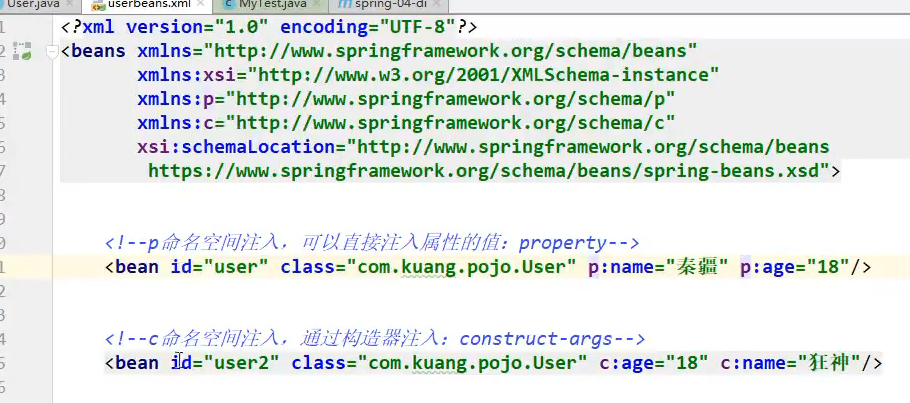 User.java userbeans.xml MyTest.java spring-04-di
<?xml version="1.0" encoding="UTF-8"?>
2 <beans xmlns="http://www.springframework.org/schema/beans"
3 xmlns:xsi="http://www.w3.org/2001/XMLSchema-instance"
4 xmlns:p="http://www.springframework.org/schema/p"
5 xmlns:c="http://www.springframework.org/schema/c"
6 xsi:schemaLocation="http://www.springframework.org/schema/beans
7 https://www.springframework.org/schema/beans/spring-beans.xsd">
8
9
0 <!--p命名空间注入，可以直接注入属性的值：property-->
1 <bean id="user" class="com.kuang.pojo.User" p:name="秦疆" p:age="18"/>
2
3
4 <!--c命名空间注入，通过构造器注入：construct-args-->
5 <bean id="user2" class="com.kuang.pojo.User" c:age="18" c:name="狂神"/>
6